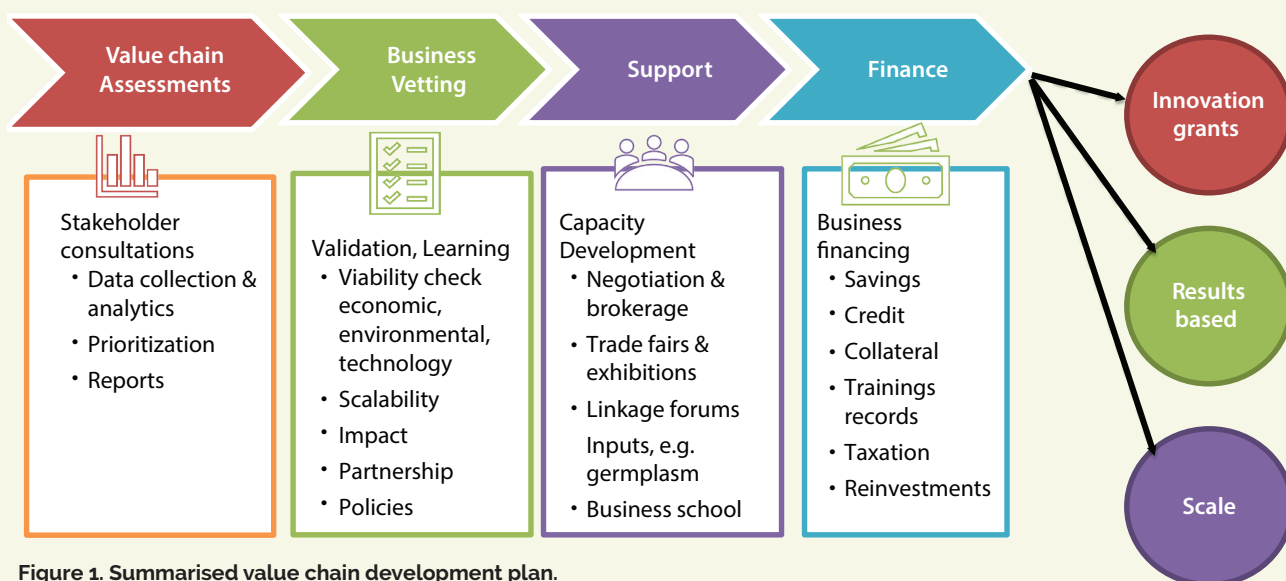 Value chain
Assessments
Business
Vetting
Support
Finance
Innovation
grants
Results
based
Scale
Stakeholder
consultations
• Data collection &
analytics
• Prioritization
• Reports
Validation, Learning
• Viability check
economic,
environmental,
technology
• Scalability
• Impact
• Partnership
• Policies
Capacity
Development
• Negotiation &
brokerage
• Trade fairs &
exhibitions
• Linkage forums
Inputs, e.g.
germplasm
• Business school
Business
financing
• Savings
• Credit
• Collateral
• Trainings
records
• Taxation
• Reinvestments
Figure 1. Summarised value chain development plan.